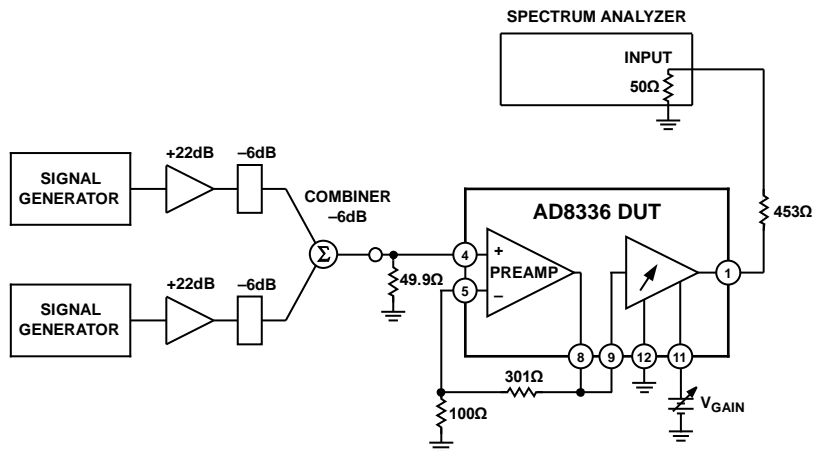 SPECTRUM ANALYZER
INPUT
50Ω
+22dB
–6dB
SIGNAL
GENERATOR
COMBINER
–6dB
Σ
49.9Ω
AD8336 DUT
453Ω
4
+
PREAMP
5
–
1
+22dB
–6dB
SIGNAL
GENERATOR
8
9
12
11
301Ω
100Ω
VGAIN